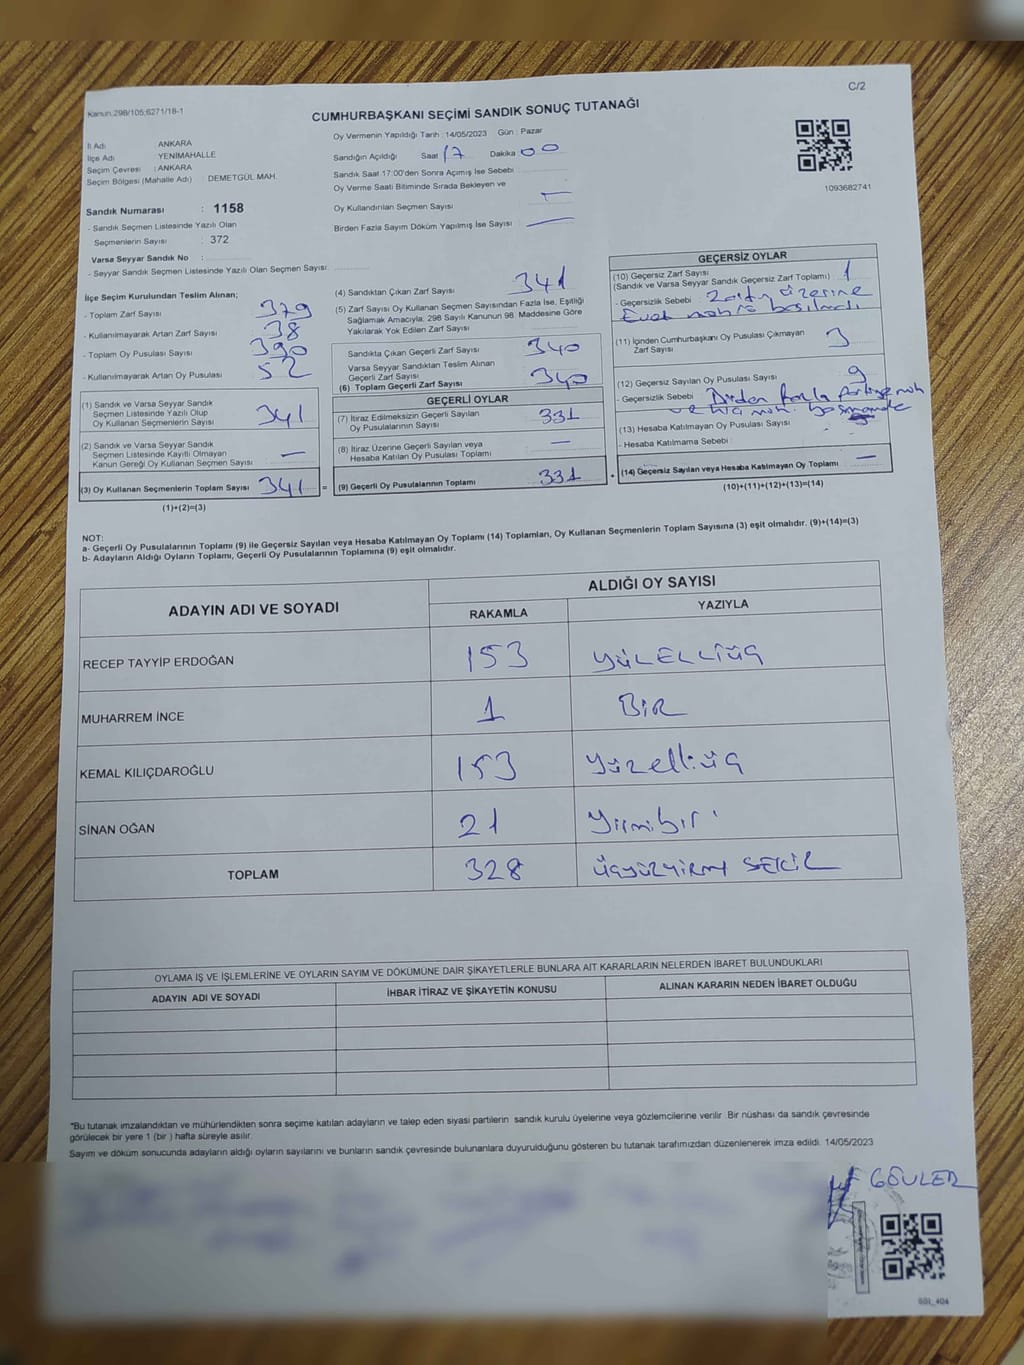 C/2
Kanun:298/105;6271/18-1
CUMHURBAŞKANI SEÇİMİ SANDIK SONUÇ TUTANAĞI
İl Adı ANKARA
İlçe Adı YENİMAHALLE
Seçim Çevresi : ANKARA
Seçim Bölgesi (Mahalle Adı) : DEMETGÜL MAH.
Sandık Numarası : 1158
- Sandık Seçmen Listesinde Yazılı Olan
Seçmenlerin Sayısı : 372
Varsa Seyyar Sandık No :
- Seyyar Sandık Seçmen Listesinde Yazılı Olan Seçmen Sayısı:
Oy Vermenin Yapıldığı Tarih : 14/05/2023 Gün : Pazar
Sandığın Açıldığı Saat 17 Dakika 00
Sandık Saat 17:00'den Sonra Açımış İse Sebebi
Oy Verme Saati Bitiminde Sırada Bekleyen ve
Oy Kullandırılan Seçmen Sayısı —
Birden Fazla Sayım Döküm Yapılmış İse Sayısı : —
1093682741
İlçe Seçim Kurulundan Teslim Alınan;
- Toplam Zarf Sayısı 379
- Kullanılmayarak Artan Zarf Sayısı 38
- Toplam Oy Pusulası Sayısı 390
- Kullanılmayarak Artan Oy Pusulası 52
(1) Sandık ve Varsa Seyyar Sandık
Seçmen Listesinde Yazılı Olup
Oy Kullanan Seçmenlerin Sayısı 341
(2) Sandık ve Varsa Seyyar Sandık
Seçmen Listesinde Kayıtlı Olmayan
Kanun Gereği Oy Kullanan Seçmen Sayısı —
(3) Oy Kullanan Seçmenlerin Toplam Sayısı 341 =
(1)+(2)=(3)
(4) Sandıktan Çıkan Zarf Sayısı 341
(5) Zarf Sayısı Oy Kullanan Seçmen Sayısından Fazla İse, Eşitliği
Sağlamak Amacıyla, 298 Sayılı Kanunun 98. Maddesine Göre
Yakılarak Yok Edilen Zarf Sayısı
Sandıkta Çıkan Geçerli Zarf Sayısı 340
Varsa Seyyar Sandıktan Teslim Alınan
Geçerli Zarf Sayısı
(6) Toplam Geçerli Zarf Sayısı 340
GEÇERLİ OYLAR
(7) İtiraz Edilmeksizin Geçerli Sayılan
Oy Pusulalarının Sayısı 331
(8) İtiraz Üzerine Geçerli Sayılan veya
Hesaba Katılan Oy Pusulası Toplamı —
(9) Geçerli Oy Pusulalarının Toplamı 331 +
GEÇERSİZ OYLAR
(10) Geçersiz Zarf Sayısı
(Sandık ve Varsa Seyyar Sandık Geçersiz Zarf Toplamı) 1
- Geçersizlik Sebebi Zarfın üzerine
Evet mührü basılmadı
(11) İçinden Cumhurbaşkanı Oy Pusulası Çıkmayan
Zarf Sayısı 3
(12) Geçersiz Sayılan Oy Pusulası Sayısı 9
- Geçersizlik Sebebi Birden fazla partiye müh
ve hiç müh. basmamak
(13) Hesaba Katılmayan Oy Pusulası Sayısı
- Hesaba Katılmama Sebebi
(14) Geçersiz Sayılan veya Hesaba Katılmayan Oy Toplamı —
(10)+(11)+(12)+(13)=(14)
NOT:
a- Geçerli Oy Pusulalarının Toplamı (9) ile Geçersiz Sayılan veya Hesaba Katılmayan Oy Toplamı (14) Toplamları, Oy Kullanan Seçmenlerin Toplam Sayısına (3) eşit olmalıdır. (9)+(14)=(3)
b- Adayların Aldığı Oyların Toplamı, Geçerli Oy Pusulalarının Toplamına (9) eşit olmalıdır.
ADAYIN ADI VE SOYADI ALDIĞI OY SAYISI
RAKAMLA YAZIYLA
RECEP TAYYİP ERDOĞAN 153 YÜZELLİÜÇ
MUHARREM İNCE 1 BİR
KEMAL KILIÇDAROĞLU 153 Yüzelliüç
SİNAN OĞAN 21 Yirmibir
TOPLAM 328 ÜÇYÜZYİRMİ SEKİZ
OYLAMA İŞ VE İŞLEMLERİNE VE OYLARIN SAYIM VE DÖKÜMÜNE DAİR ŞİKAYETLERLE BUNLARA AİT KARARLARIN NELERDEN İBARET BULUNDUKLARI
ADAYIN ADI VE SOYADI İHBAR İTİRAZ VE ŞİKAYETİN KONUSU ALINAN KARARIN NEDEN İBARET OLDUĞU
"Bu tutanak imzalandıktan ve mühürlendikten sonra seçime katılan adayların ve talep eden siyasi partilerin sandık kurulu üyelerine veya gözlemcilerine verilir. Bir nüshası da sandık çevresinde
görülecek bir yere 1 (bir ) hafta süreyle asılır.
Sayım ve döküm sonucunda adayların aldığı oyların sayılarını ve bunların sandık çevresinde bulunanlara duyurulduğunu gösteren bu tutanak tarafımızdan düzenlenerek imza edildi. 14/05/2023